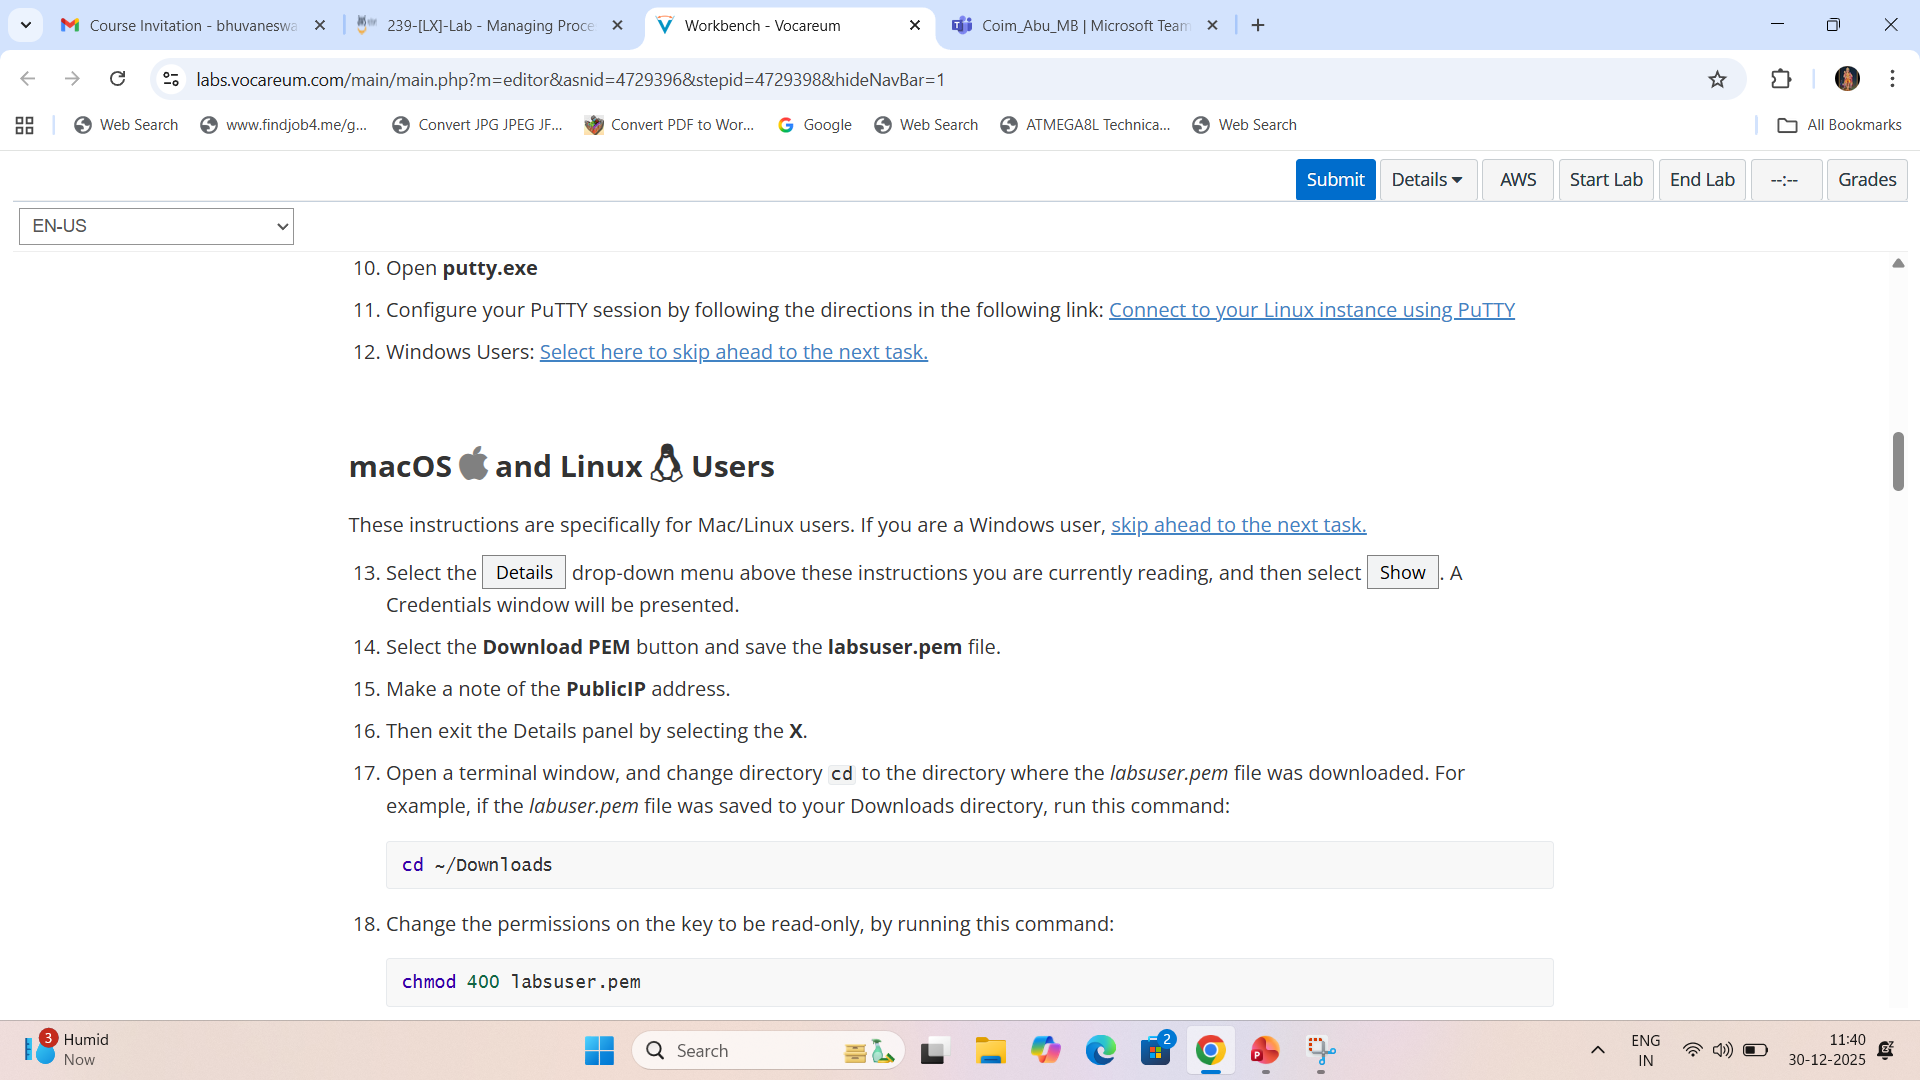 Course Invitation - bhuvaneswa
239-[LX]-Lab - Managing Proce
Workbench - Vocareum
Coim_Abu_MB | Microsoft Team
labs.vocareum.com/main/main.php?m=editor&asnid=4729396&stepid=4729398&hideNavBar=1
Web Search
www.findjob4.me/g...
Convert JPG JPEG JF...
Convert PDF to Wor...
Google
Web Search
ATMEGA8L Technica...
Web Search
All Bookmarks
Submit
Details
AWS
Start Lab
End Lab
--:--
Grades
EN-US
10. Open putty.exe
11. Configure your PuTTY session by following the directions in the following link: Connect to your Linux instance using PuTTY
12. Windows Users: Select here to skip ahead to the next task.
macOS and Linux Users
These instructions are specifically for Mac/Linux users. If you are a Windows user, skip ahead to the next task.
13. Select the Details drop-down menu above these instructions you are currently reading, and then select Show . A
Credentials window will be presented.
14. Select the Download PEM button and save the labsuser.pem file.
15. Make a note of the PublicIP address.
16. Then exit the Details panel by selecting the X.
17. Open a terminal window, and change directory cd to the directory where the labsuser.pem file was downloaded. For
example, if the labuser.pem file was saved to your Downloads directory, run this command:
cd ~/Downloads
18. Change the permissions on the key to be read-only, by running this command:
chmod 400 labsuser.pem
3
Humid
Now
Search
2
ENG
IN
11:40
30-12-2025